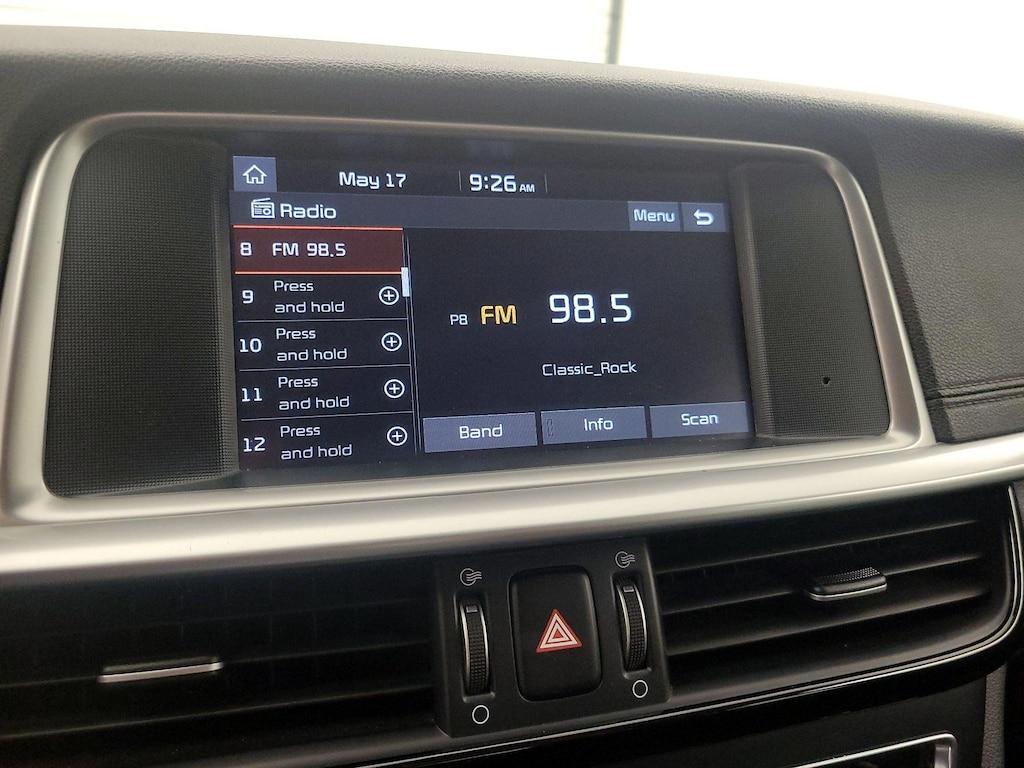 May 17
9:26 AM
Radio
Menu
8 FM 98.5
9 Press
and hold
10 Press
and hold
11 Press
and hold
12 Press
and hold
P8 FM 98.5
Classic_Rock
Band
Info
Scan